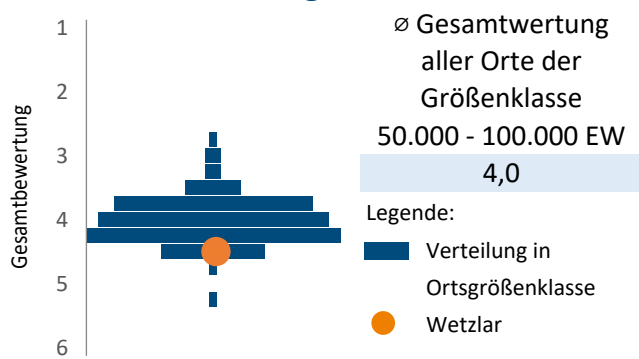 Gesamtbewertung
1
2
3
4
5
6
⌀ Gesamtwertung
aller Orte der
Größenklasse
50.000 - 100.000 EW
4,0
Legende:
Verteilung in
Ortsgrößenklasse
Wetzlar